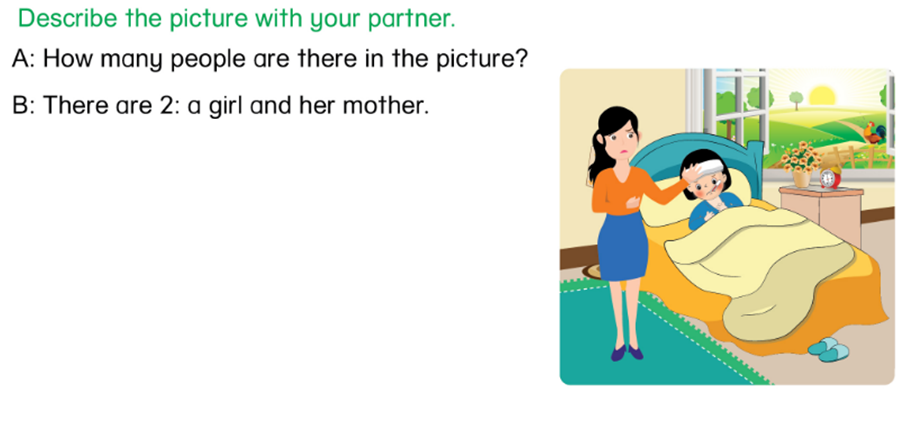 Describe the picture with your partner.
A: How many people are there in the picture?
B: There are 2: a girl and her mother.